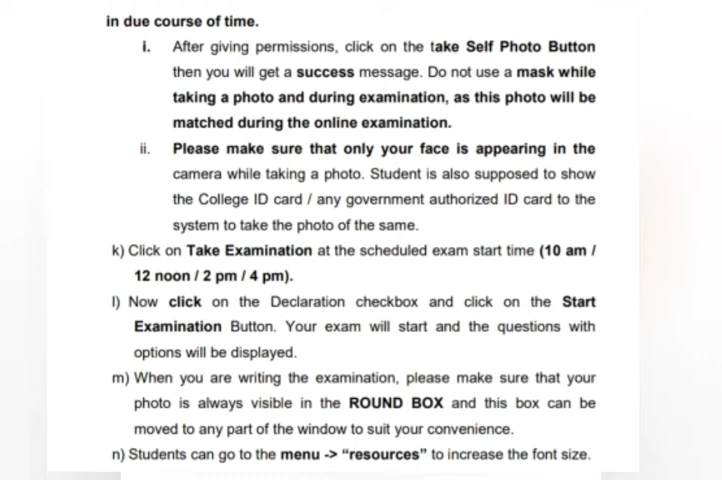 in due course of time.
i. After giving permissions, click on the take Self Photo Button
then you will get a success message. Do not use a mask while
taking a photo and during examination, as this photo will be
matched during the online examination.
ii. Please make sure that only your face is appearing in the
camera while taking a photo. Student is also supposed to show
the College ID card / any government authorized ID card to the
system to take the photo of the same.
k) Click on Take Examination at the scheduled exam start time (10 am /
12 noon / 2 pm / 4 pm).
l) Now click on the Declaration checkbox and click on the Start
Examination Button. Your exam will start and the questions with
options will be displayed.
m) When you are writing the examination, please make sure that your
photo is always visible in the ROUND BOX and this box can be
moved to any part of the window to suit your convenience.
n) Students can go to the menu -> “resources” to increase the font size.